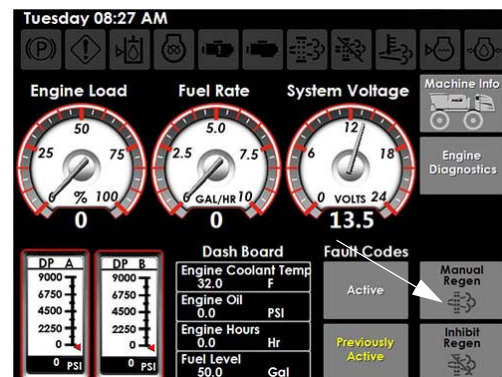 Tuesday 08:27 AM
(P)
Engine Load
Fuel Rate
System Voltage
Machine Info
50
25
75
0
100
%
0
5.0
2.5
7.5
0
10
GAL/HR
0
12
6
18
0
24
VOLTS
13.5
Engine
Diagnostics
DP A
9000
6750
4500
2250
0
0 PSI
DP B
9000
6750
4500
2250
0
0 PSI
Dash Board
Engine Coolant Temp
32.0 F
Engine Oil
0.0 PSI
Engine Hours
0.0 Hr
Fuel Level
50.0 Gal
Fault Codes
Active
Previously
Active
Manual
Regen
Inhibit
Regen